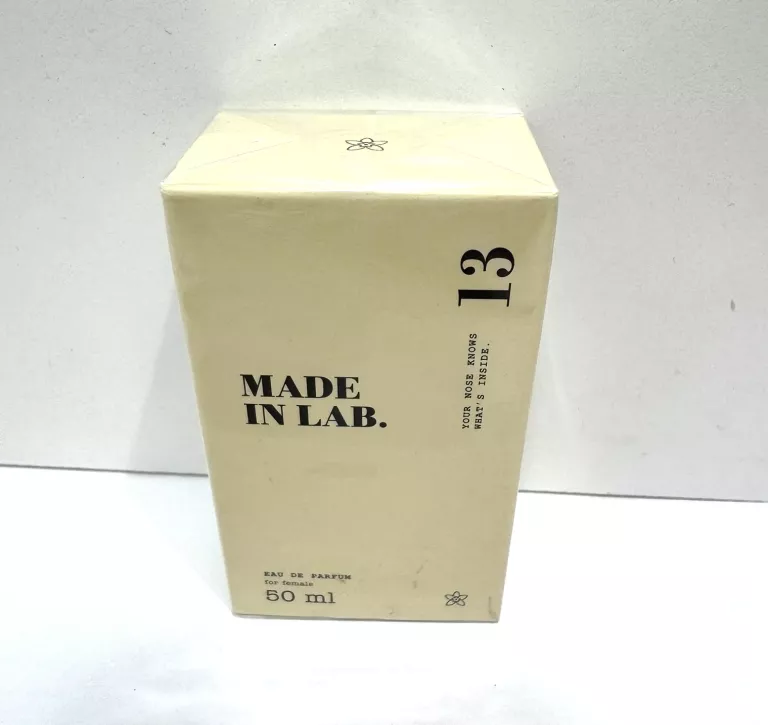 13
YOUR NOSE KNOWS
WHAT'S INSIDE.
MADE
IN LAB.
EAU DE PARFUM
for female
50 ml